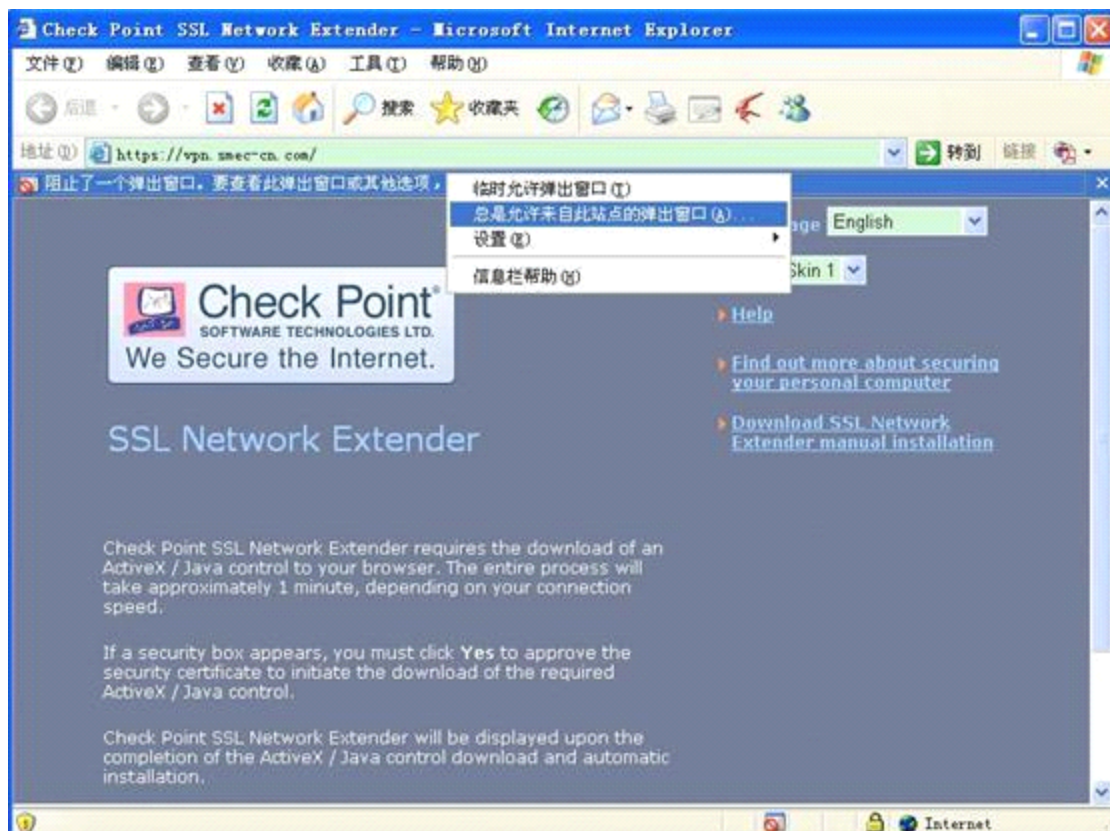 Check Point SSL Network Extender - Microsoft Internet Explorer
文件(F) 编辑(E) 查看(V) 收藏(A) 工具(T) 帮助(H)
后退 搜索 收藏夹
地址(D) https://vpn.smec-cn.com/ 转到 链接
阻止了一个弹出窗口。要查看此弹出窗口或其他选项，
临时允许弹出窗口(T)
总是允许来自此站点的弹出窗口(A)...
设置(E)
信息栏帮助(H)
English
Skin 1
Check Point
SOFTWARE TECHNOLOGIES LTD.
We Secure the Internet.
Help
Find out more about securing
your personal computer
Download SSL Network
Extender manual installation
SSL Network Extender
Check Point SSL Network Extender requires the download of an
ActiveX / Java control to your browser. The entire process will
take approximately 1 minute, depending on your connection
speed.
If a security box appears, you must click Yes to approve the
security certificate to initiate the download of the required
ActiveX / Java control.
Check Point SSL Network Extender will be displayed upon the
completion of the ActiveX / Java control download and automatic
installation.
Internet